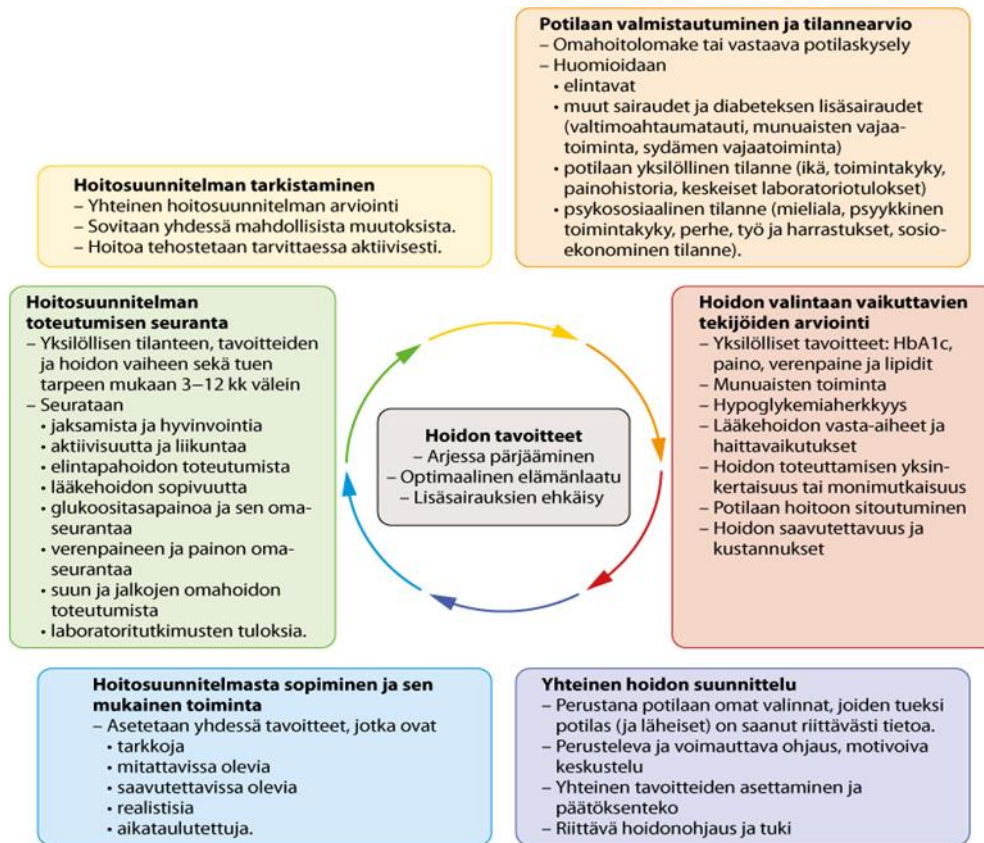 Potilaan valmistautuminen ja tilannearvio
– Omahoitolomake tai vastaava potilaskysely
– Huomioidaan
• elintavat
• muut sairaudet ja diabeteksen lisäsairaudet
(valtimoahtaumatauti, munuaisten vajaa-
toiminta, sydämen vajaatoiminta)
• potilaan yksilöllinen tilanne (ikä, toimintakyky,
painohistoria, keskeiset laboratoriotulokset)
• psykososiaalinen tilanne (mieliala, psyykkinen
toimintakyky, perhe, työ ja harrastukset, sosio-
ekonominen tilanne).
Hoidon valintaan vaikuttavien
tekijöiden arviointi
– Yksilölliset tavoitteet: HbA1c,
paino, verenpaine ja lipidit
– Munuaisten toiminta
– Hypoglykemiaherkkyys
– Lääkehoidon vasta-aiheet ja
haittavaikutukset
– Hoidon toteuttamisen yksin-
kertaisuus tai monimutkaisuus
– Potilaan hoitoon sitoutuminen
– Hoidon saavutettavuus ja
kustannukset
Yhteinen hoidon suunnittelu
– Perustana potilaan omat valinnat, joiden tueksi
potilas (ja läheiset) on saanut riittävästi tietoa.
– Perusteleva ja voimauttava ohjaus, motivoiva
keskustelu
– Yhteinen tavoitteiden asettaminen ja
päätöksenteko
– Riittävä hoidonohjaus ja tuki
Hoitosuunnitelmasta sopiminen ja sen
mukainen toiminta
– Asetetaan yhdessä tavoitteet, jotka ovat
• tarkkoja
• mitattavissa olevia
• saavutettavissa olevia
• realistisia
• aikataulutettuja.
Hoitosuunnitelman
toteutumisen seuranta
– Yksilöllisen tilanteen, tavoitteiden
ja hoidon vaiheen sekä tuen
tarpeen mukaan 3–12 kk välein
– Seurataan
• jaksamista ja hyvinvointia
• aktiivisuutta ja liikuntaa
• elintapahoidon toteutumista
• lääkehoidon sopivuutta
• glukoositasapainoa ja sen oma-
seurantaa
• verenpaineen ja painon oma-
seurantaa
• suun ja jalkojen omahoidon
toteutumista
• laboratoritutkimusten tuloksia.
Hoitosuunnitelman tarkistaminen
– Yhteinen hoitosuunnitelman arviointi
– Sovitaan yhdessä mahdollisista muutoksista.
– Hoitoa tehostetaan tarvittaessa aktiivisesti.
Hoidon tavoitteet
– Arjessa pärjääminen
– Optimaalinen elämänlaatu
– Lisäsairauksien ehkäisy